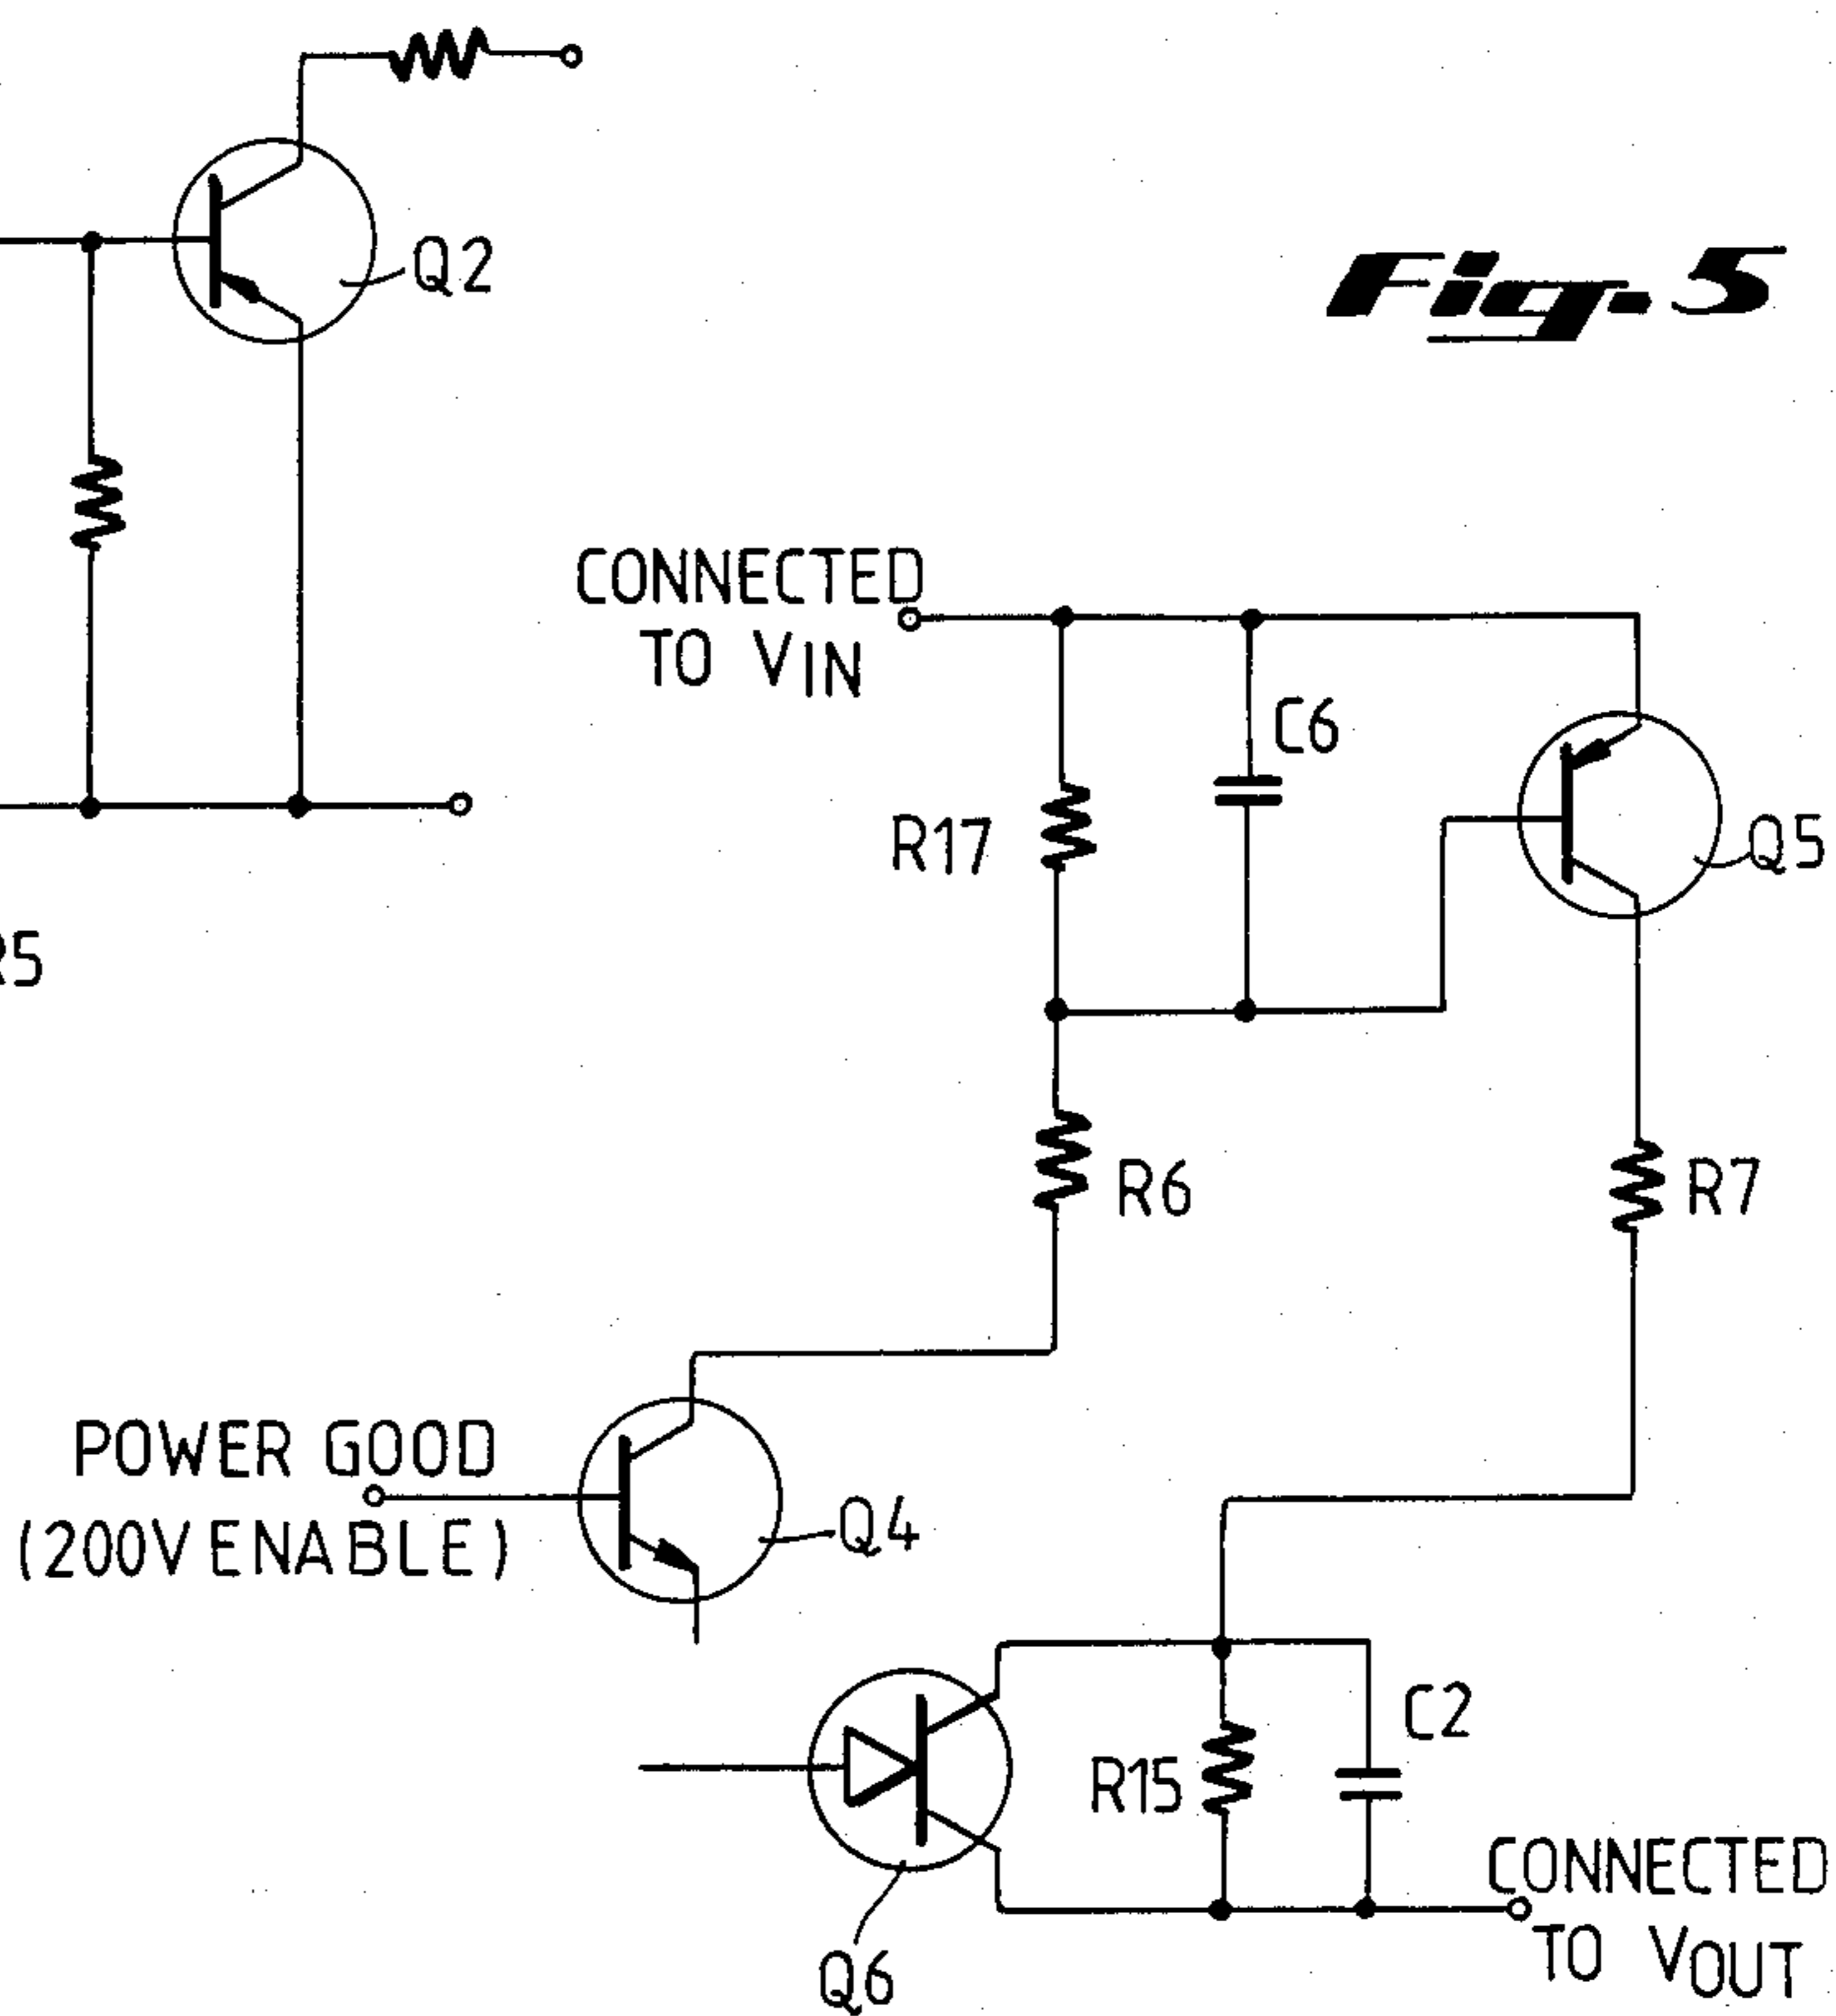 Q2
Fig. 5
CONNECTED
TO VIN
C6
R17
Q5
R5
R6
R7
POWER GOOD
(200V ENABLE)
Q4
C2
R15
CONNECTED
TO VOUT
Q6